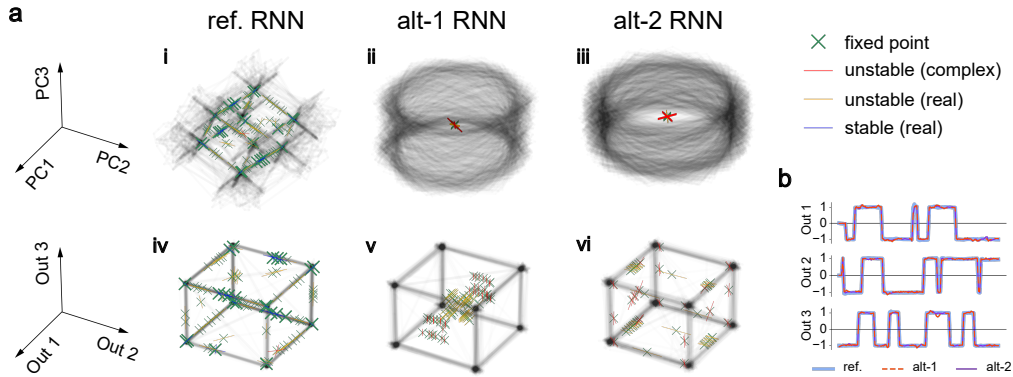 a
ref. RNN
alt-1 RNN
alt-2 RNN
i
ii
iii
PC3
PC1
PC2
fixed point
unstable (complex)
unstable (real)
stable (real)
b
iv
v
vi
Out 3
Out 1
Out 2
Out 1
1
0
−1
Out 2
1
0
−1
Out 3
1
0
−1
ref.
alt-1
alt-2